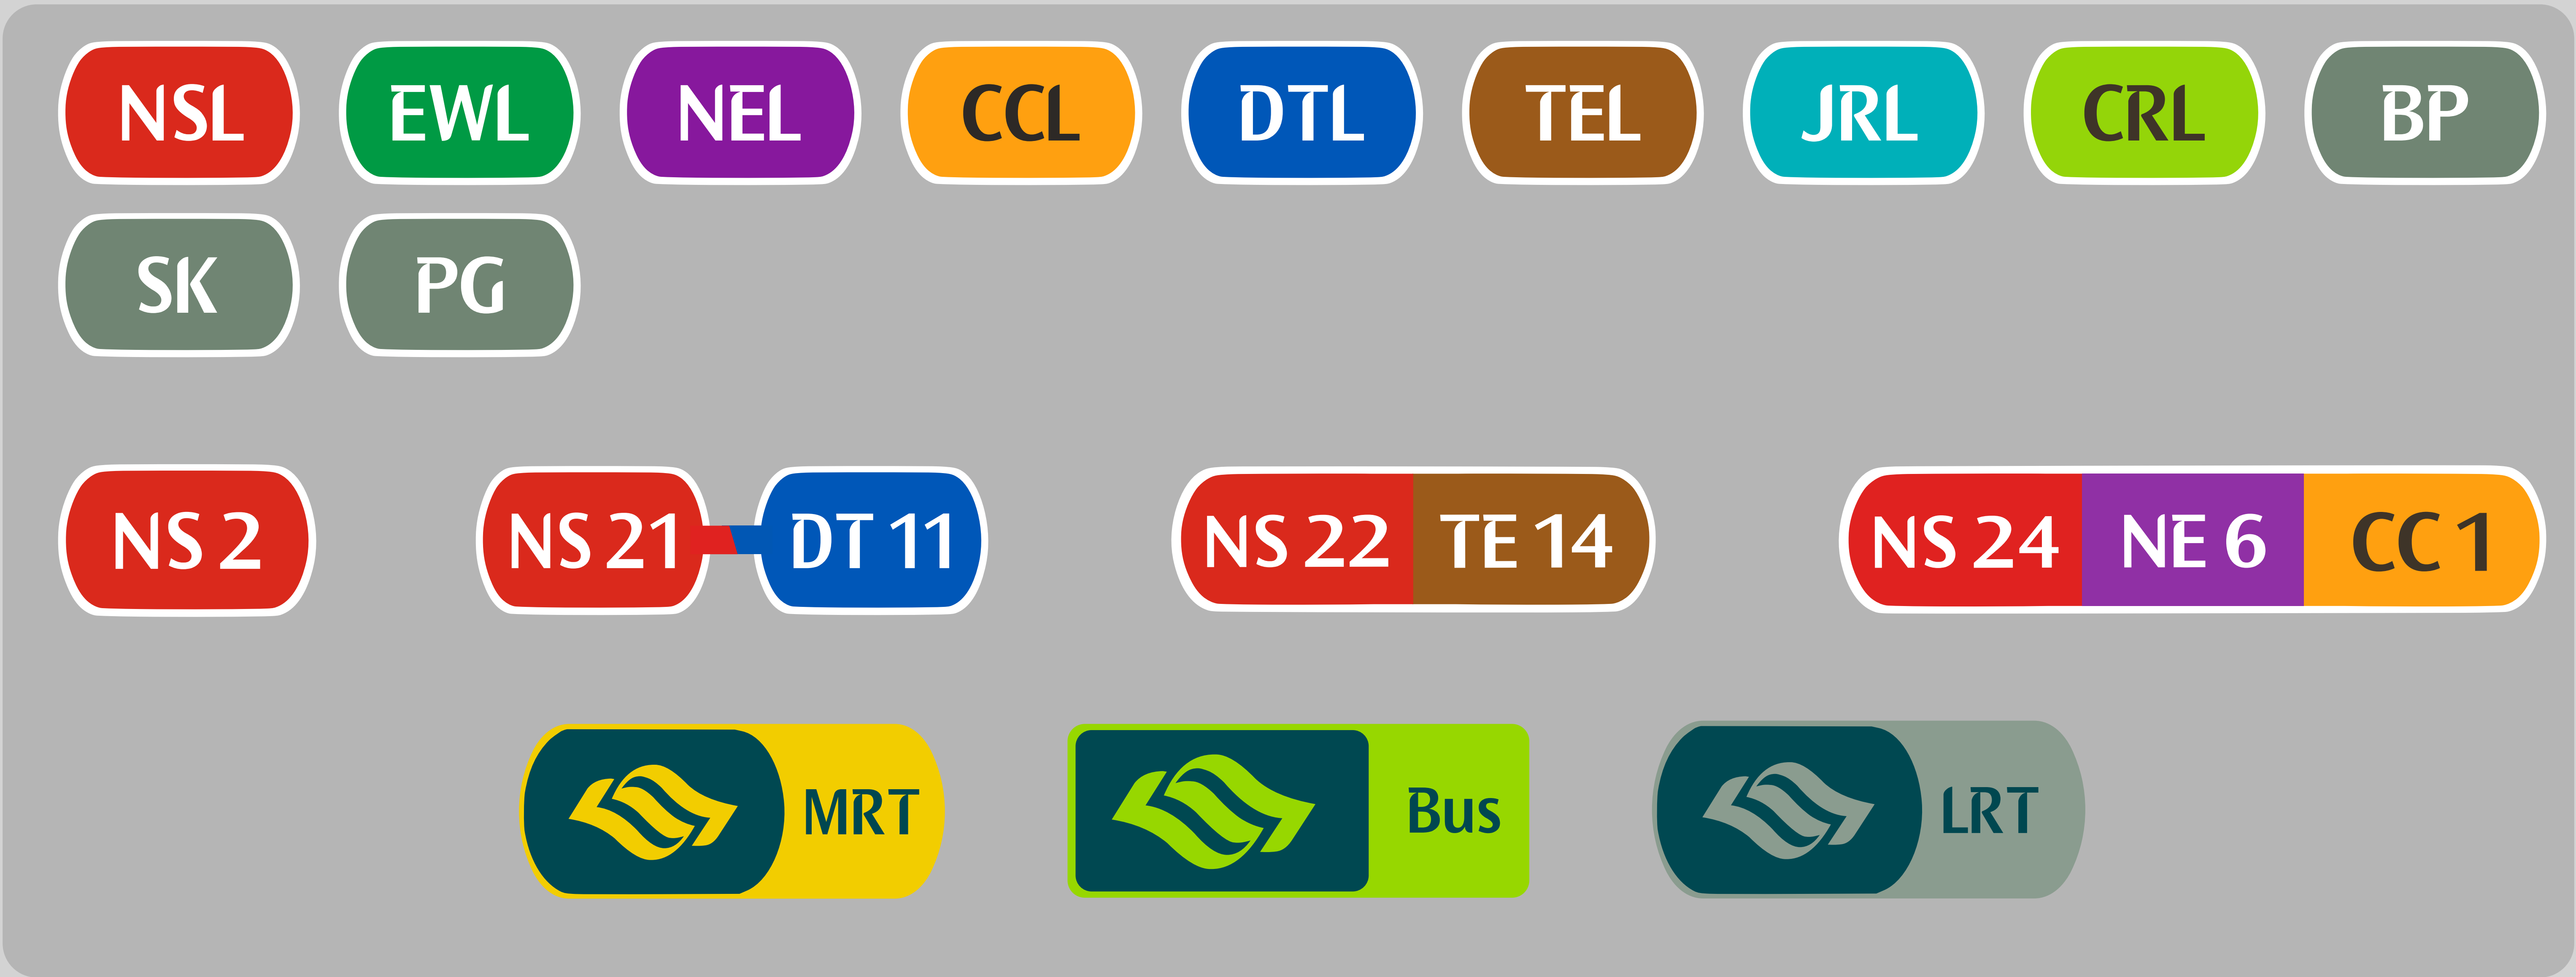 NSL EWL NEL CCL DTL TEL JRL CRL BP
SK PG
NS 2 NS 21 DT 11 NS 22 TE 14 NS 24 NE 6 CC 1
MRT Bus LRT